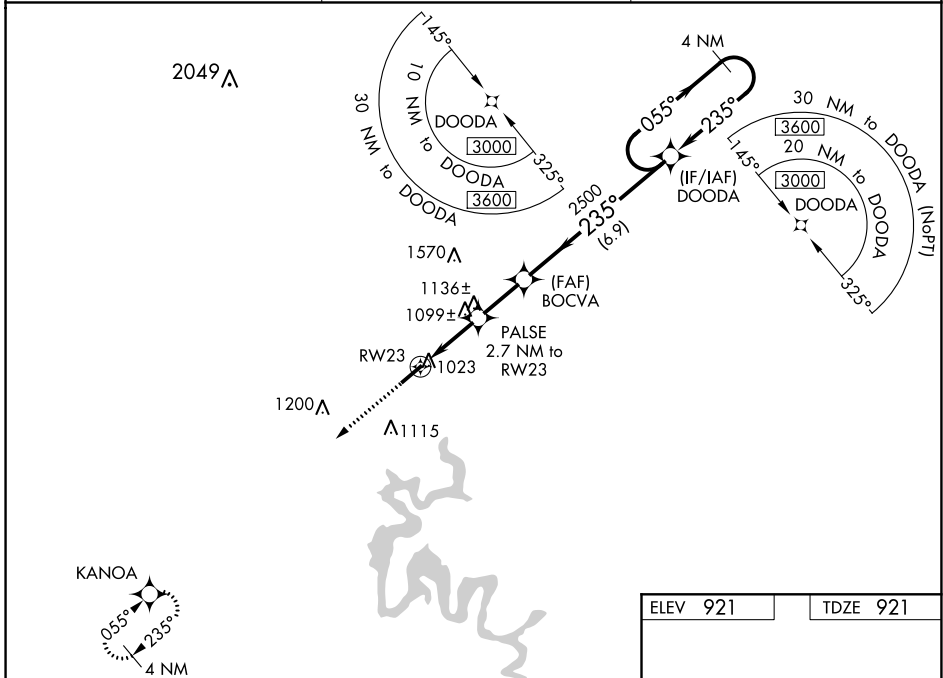 2049
145°
10 NM to DOODA
30 NM to DOODA
DOODA
3000
3600
325°
4 NM
055°
235°
(IF/IAF)
DOODA
30 NM to DOODA (NoPT)
3600
20 NM to DOODA
3000
145°
DOODA
325°
2500
235°
(6.9)
1570
(FAF)
BOCVA
1136±
1099±
PALSE
2.7 NM to
RW23
RW23
1023
1200
1115
KANOA
055°
235°
4 NM
ELEV 921
TDZE 921